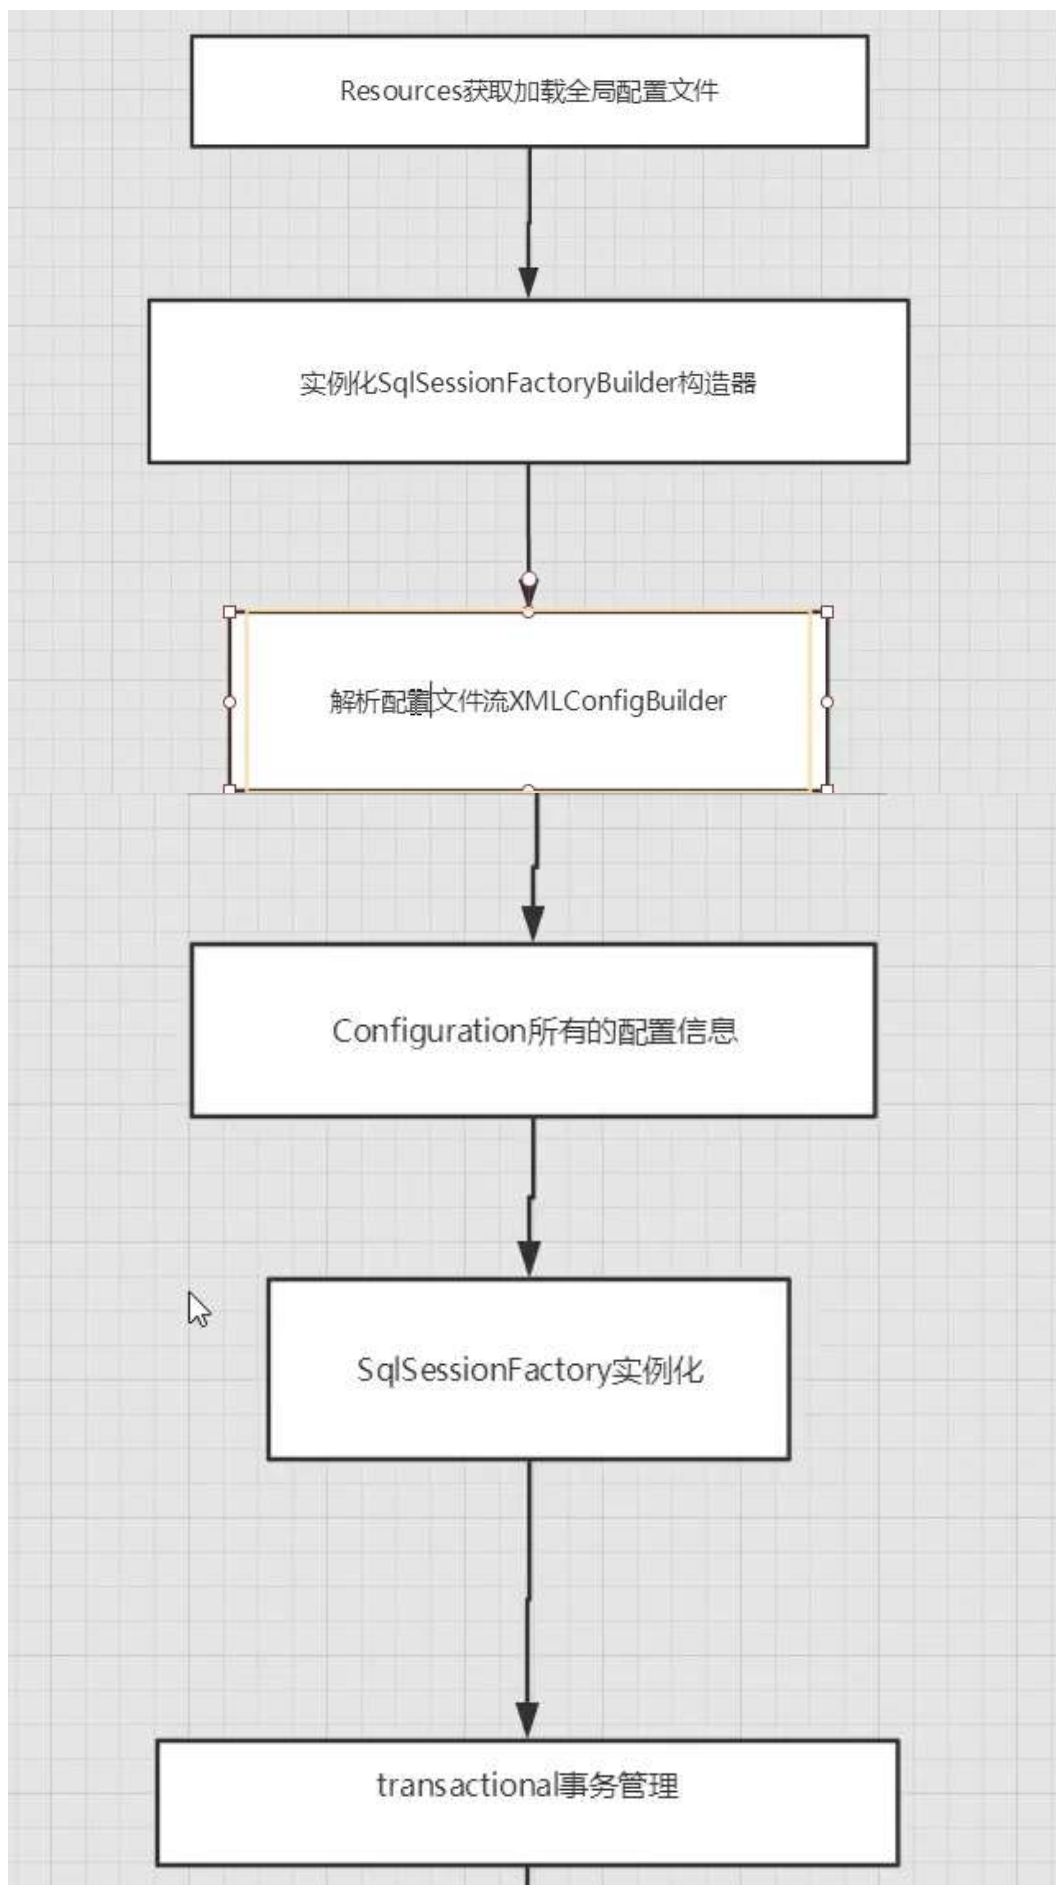 Resources获取加载全局配置文件
实例化SqlSessionFactoryBuilder构造器
解析配置文件流XMLConfigBuilder
Configuration所有的配置信息
SqlSessionFactory实例化
transactional事务管理